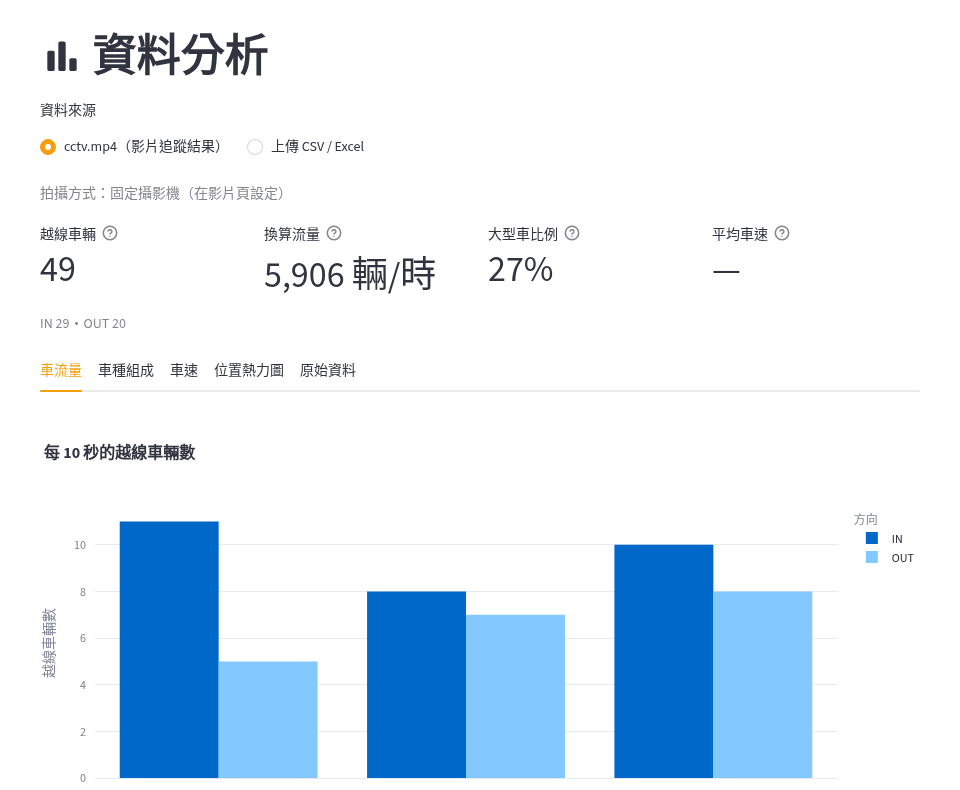 資料分析
資料來源
cctv.mp4（影片追蹤結果） 上傳 CSV / Excel
拍攝方式：固定攝影機（在影片頁設定）
越線車輛 換算流量 大型車比例 平均車速
49 5,906 輛/時 27% —
IN 29・OUT 20
車流量 車種組成 車速 位置熱力圖 原始資料
每 10 秒的越線車輛數
方向
IN
OUT
越線車輛數
10
8
6
4
2
0